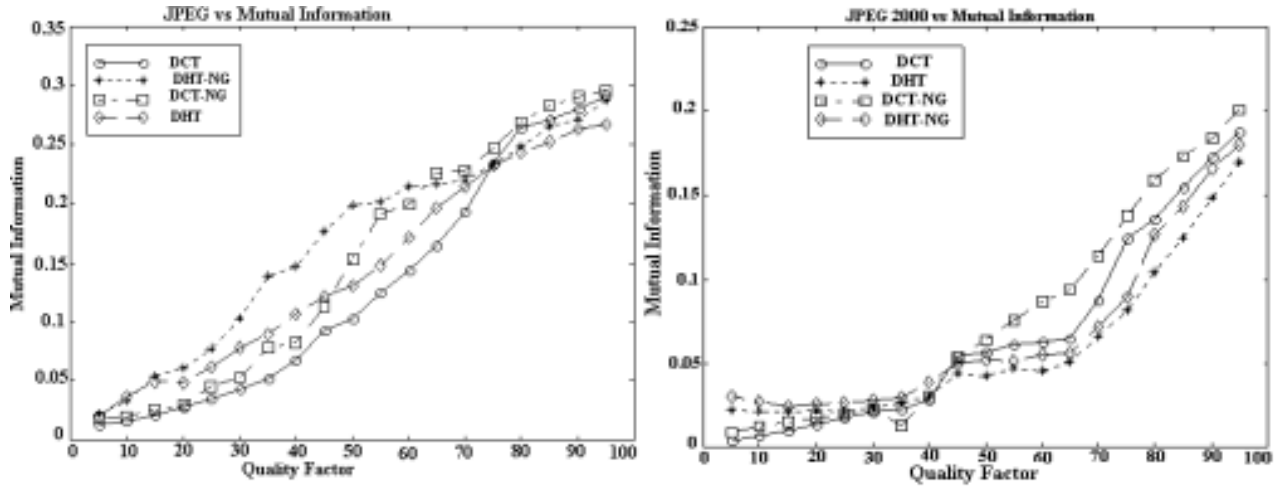 JPEG vs Mutual Information
0.35
0.3
0.25
0.2
0.15
0.1
0.05
0
Mutual Information
DCT
DHT-NG
DCT-NG
DHT
0 10 20 30 40 50 60 70 80 90 100
Quality Factor
JPEG 2000 vs Mutual Information
0.25
0.2
0.15
0.1
0.05
0
Mutual Information
DCT
DHT
DCT-NG
DHT-NG
0 10 20 30 40 50 60 70 80 90 100
Quality Factor